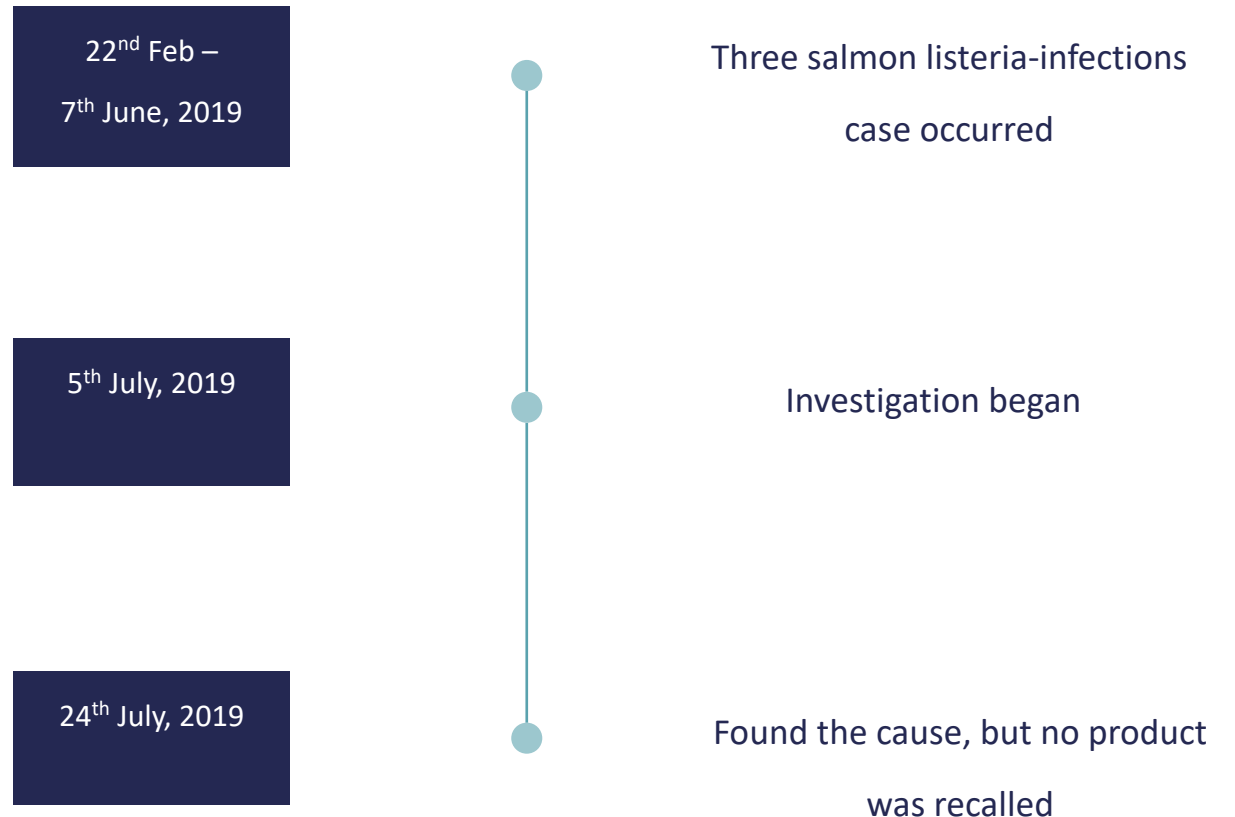 22nd Feb –
7th June, 2019
Three salmon listeria-infections
case occurred
5th July, 2019
Investigation began
24th July, 2019
Found the cause, but no product
was recalled